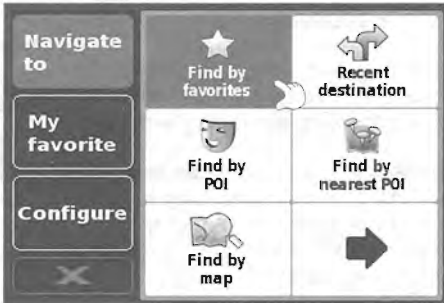 Navigate
to
My
favorite
Configure
Find by
favorites
Recent
destination
Find by
POI
Find by
nearest POI
Find by
map